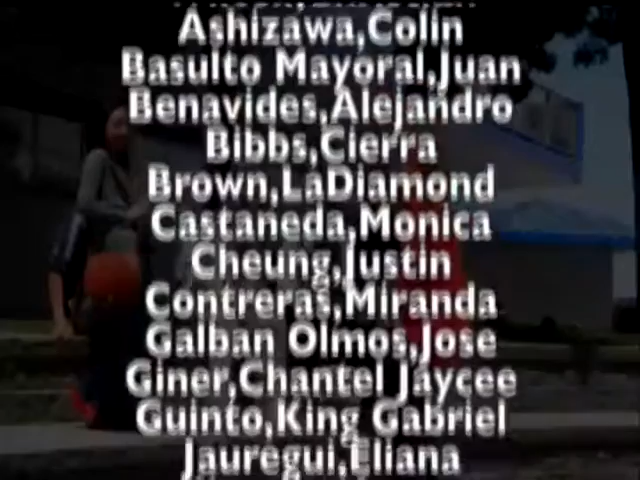 Ashizawa,Colin
Basulto Mayoral,Juan
Benavides,Alejandro
Bibbs,Cierra
Brown,LaDiamond
Castaneda,Monica
Cheung,Justin
Contreras,Miranda
Galban Olmos,Jose
Giner,Chantel Jaycee
Guinto,King Gabriel
Jauregui,Eliana